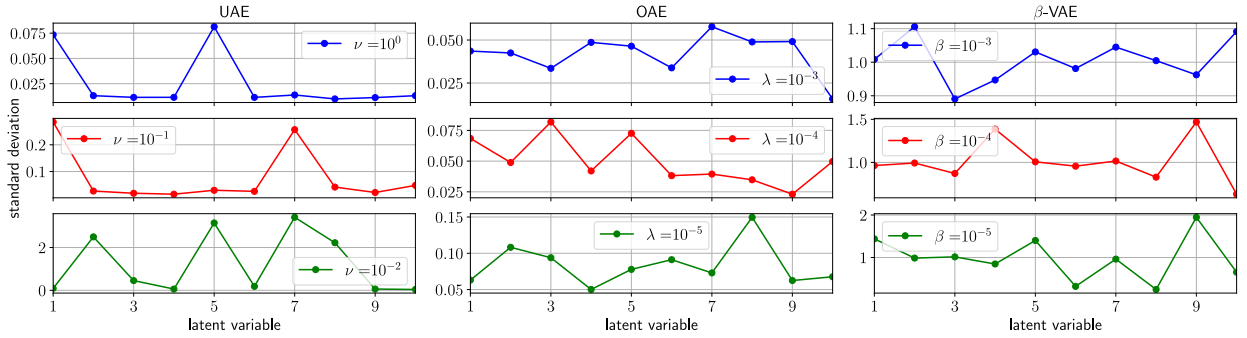 UAE
OAE
β-VAE
standard deviation
0.075
0.050
0.025
ν =10⁰
0.050
0.025
λ =10⁻³
1.1
1.0
0.9
β =10⁻³
0.2
0.1
ν =10⁻¹
0.075
0.050
0.025
λ =10⁻⁴
1.5
1.0
β =10⁻⁴
2
0
ν =10⁻²
0.15
0.10
0.05
λ =10⁻⁵
2
1
β =10⁻⁵
1 3 5 7 9
1 3 5 7 9
1 3 5 7 9
latent variable
latent variable
latent variable